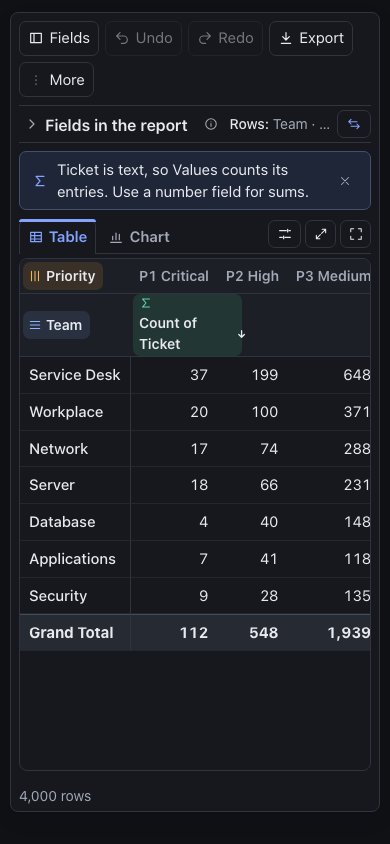 Fields Undo Redo Export
More
Fields in the report Rows: Team · ...
Σ Ticket is text, so Values counts its
entries. Use a number field for sums.
Table Chart
Priority P1 Critical P2 High P3 Medium
Team Σ Count of
Ticket ↓
Service Desk 37 199 648
Workplace 20 100 371
Network 17 74 288
Server 18 66 231
Database 4 40 148
Applications 7 41 118
Security 9 28 135
Grand Total 112 548 1,939
4,000 rows